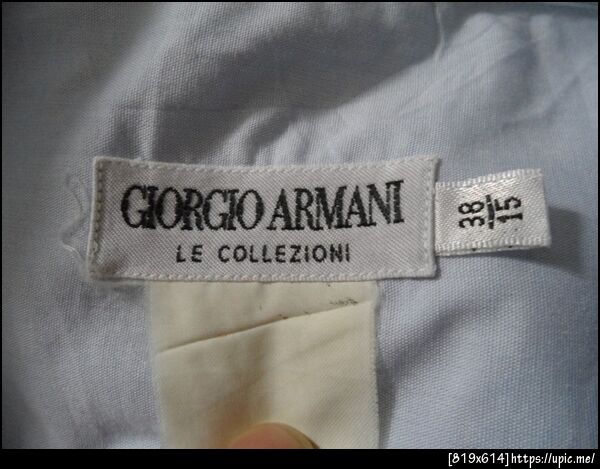 GIORGIO ARMANI
LE COLLEZIONI
38
15
[819x614]https://upic.me/